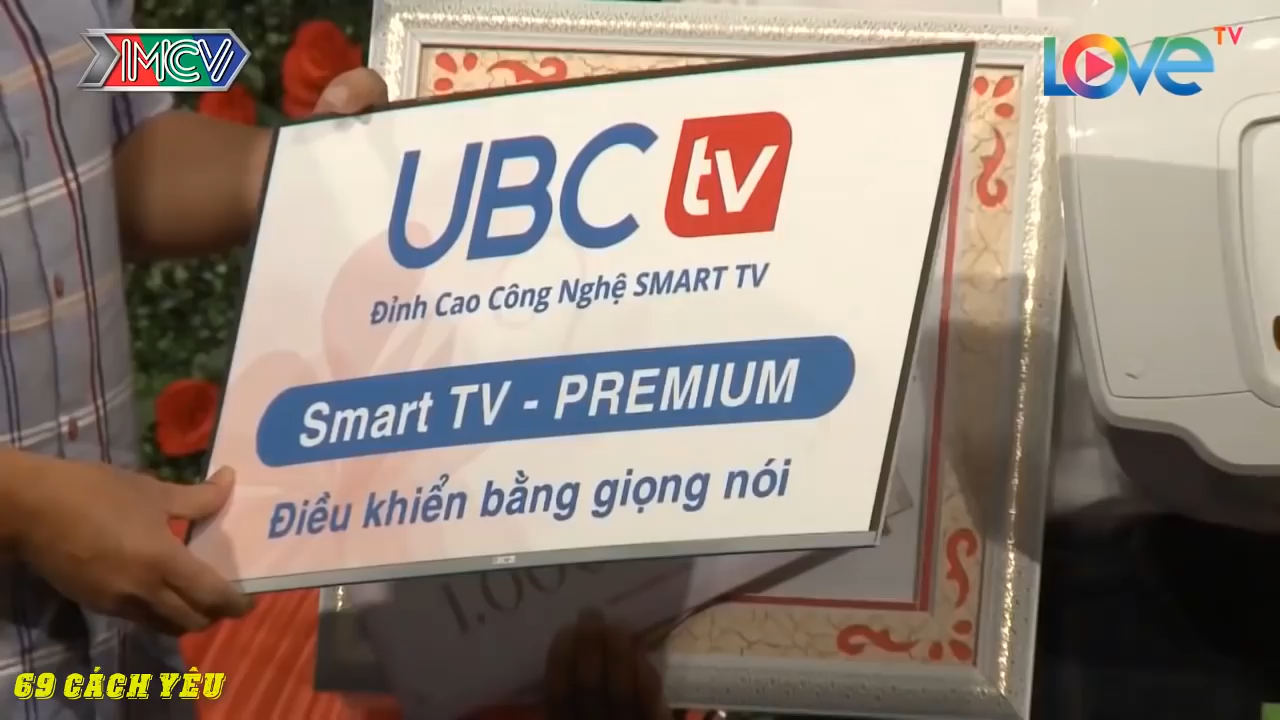 MCV
LOVE TV
UBC tv
Đỉnh Cao Công Nghệ SMART TV
Smart TV - PREMIUM
Điều khiển bằng giọng nói
69 CÁCH YÊU